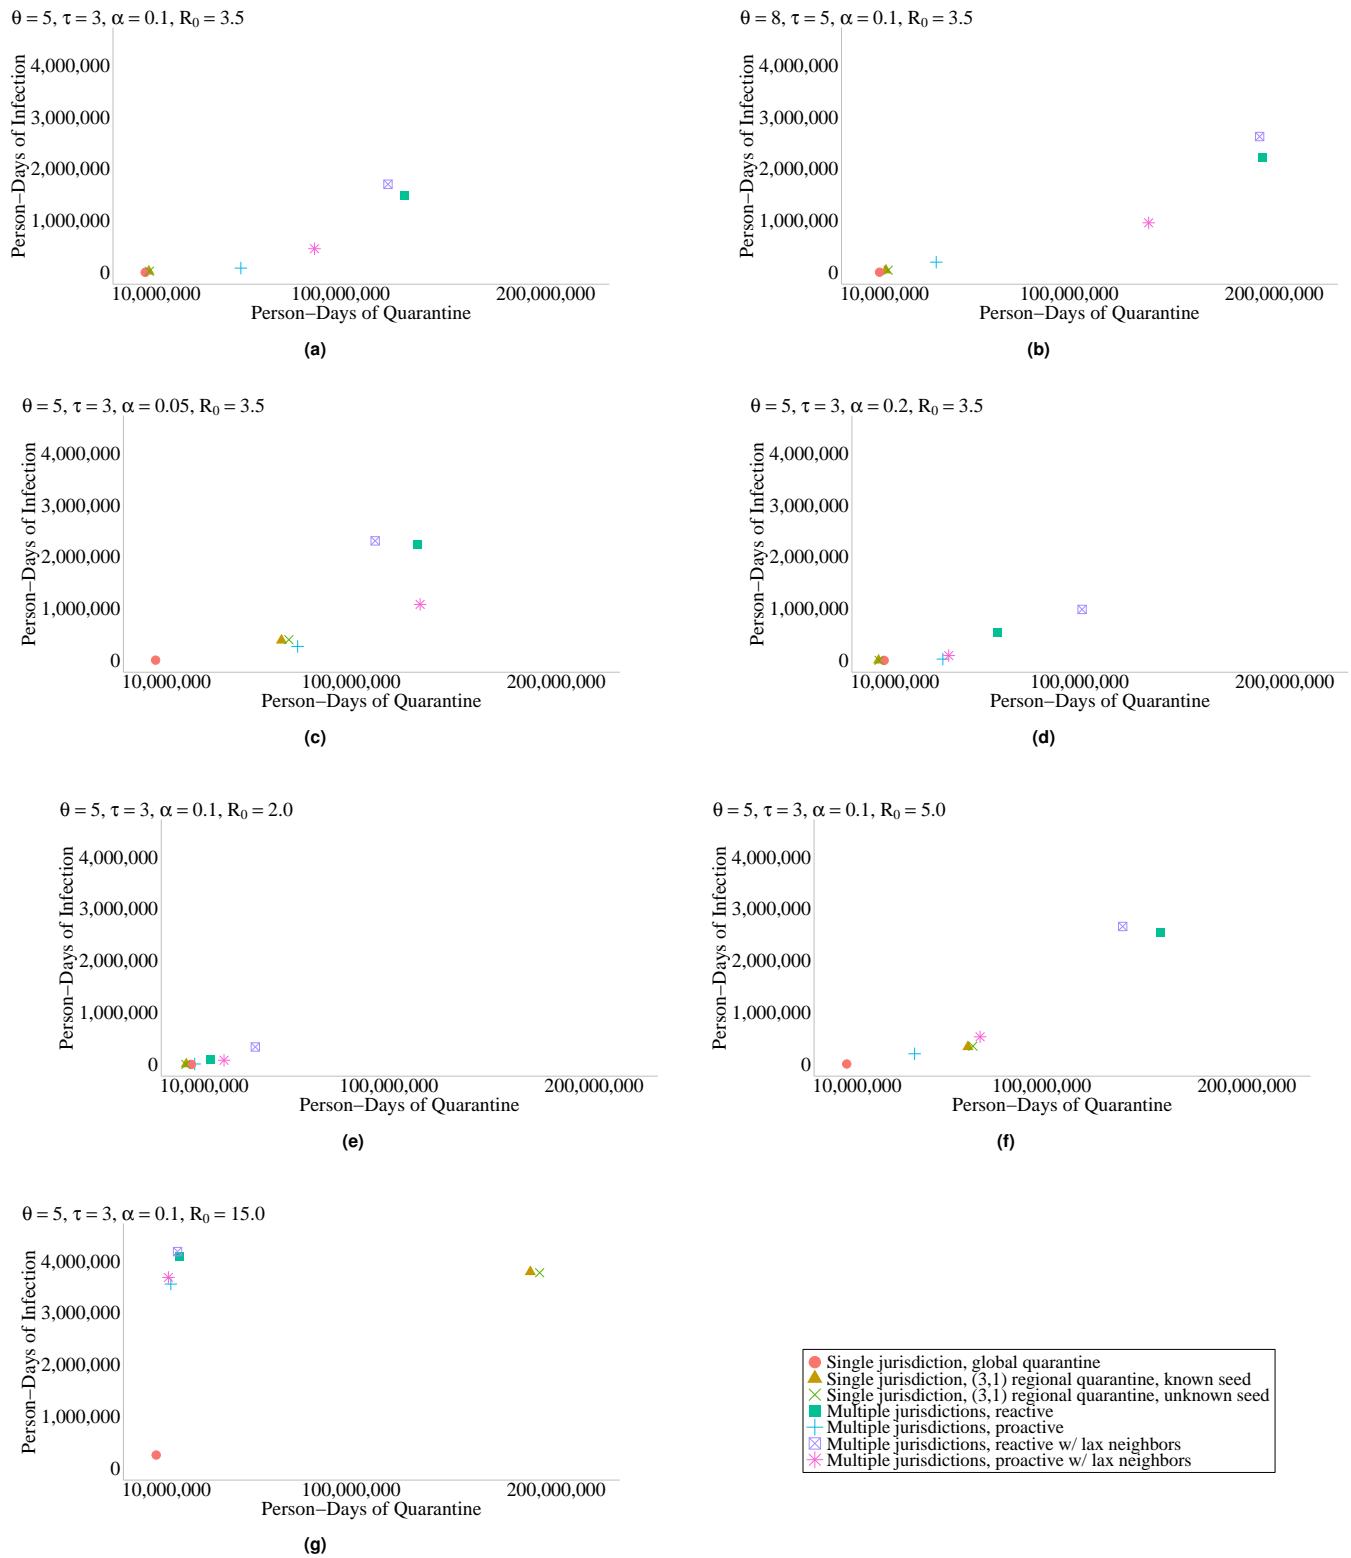 θ = 5, τ = 3, α = 0.1, R₀ = 3.5
Person−Days of Infection
4,000,000
3,000,000
2,000,000
1,000,000
0
10,000,000 100,000,000 200,000,000
Person−Days of Quarantine
(a)
θ = 8, τ = 5, α = 0.1, R₀ = 3.5
Person−Days of Infection
4,000,000
3,000,000
2,000,000
1,000,000
0
10,000,000 100,000,000 200,000,000
Person−Days of Quarantine
(b)
θ = 5, τ = 3, α = 0.05, R₀ = 3.5
Person−Days of Infection
4,000,000
3,000,000
2,000,000
1,000,000
0
10,000,000 100,000,000 200,000,000
Person−Days of Quarantine
(c)
θ = 5, τ = 3, α = 0.2, R₀ = 3.5
Person−Days of Infection
4,000,000
3,000,000
2,000,000
1,000,000
0
10,000,000 100,000,000 200,000,000
Person−Days of Quarantine
(d)
θ = 5, τ = 3, α = 0.1, R₀ = 2.0
Person−Days of Infection
4,000,000
3,000,000
2,000,000
1,000,000
0
10,000,000 100,000,000 200,000,000
Person−Days of Quarantine
(e)
θ = 5, τ = 3, α = 0.1, R₀ = 5.0
Person−Days of Infection
4,000,000
3,000,000
2,000,000
1,000,000
0
10,000,000 100,000,000 200,000,000
Person−Days of Quarantine
(f)
θ = 5, τ = 3, α = 0.1, R₀ = 15.0
Person−Days of Infection
4,000,000
3,000,000
2,000,000
1,000,000
0
10,000,000 100,000,000 200,000,000
Person−Days of Quarantine
(g)
Single jurisdiction, global quarantine
Single jurisdiction, (3,1) regional quarantine, known seed
Single jurisdiction, (3,1) regional quarantine, unknown seed
Multiple jurisdictions, reactive
Multiple jurisdictions, proactive
Multiple jurisdictions, reactive w/ lax neighbors
Multiple jurisdictions, proactive w/ lax neighbors